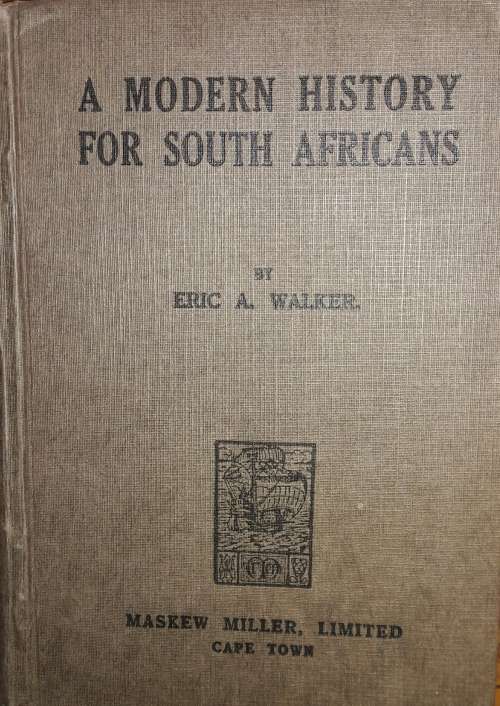 A MODERN HISTORY
FOR SOUTH AFRICANS
BY
ERIC A. WALKER.
MASKEW MILLER, LIMITED
CAPE TOWN